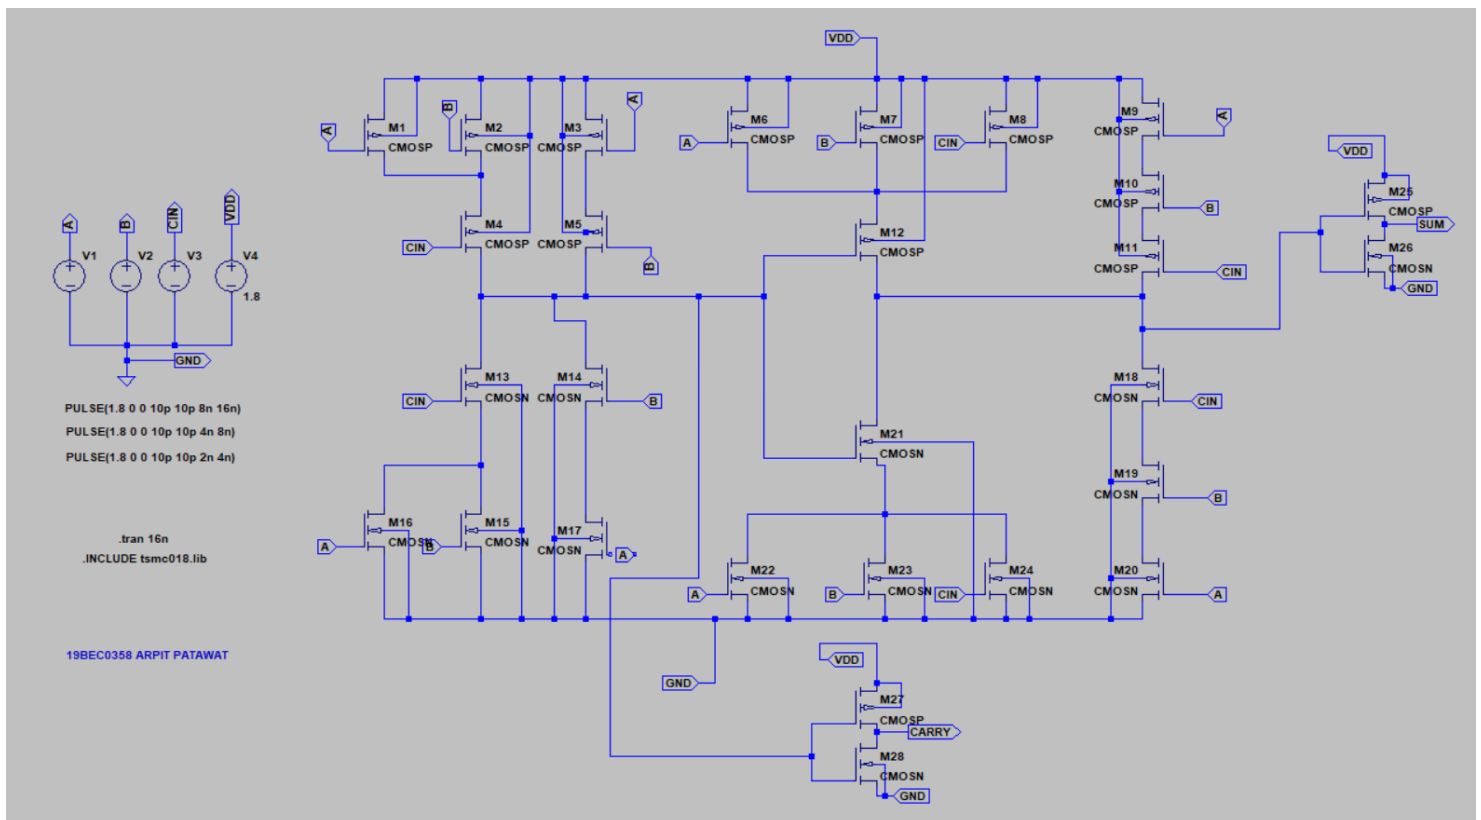 VDD
A
M1
CMOSP
B
M2
CMOSP
M3
CMOSP
A
A
M6
CMOSP
B
M7
CMOSP
CIN
M8
CMOSP
M9
CMOSP
A
M10
CMOSP
B
M11
CMOSP
CIN
VDD
M25
CMOSP
SUM
M26
CMOSN
GND
CIN
M4
CMOSP
M5
CMOSP
B
M12
CMOSP
A
V1
B
V2
CIN
V3
VDD
V4
1.8
GND
PULSE(1.8 0 0 10p 10p 8n 16n)
PULSE(1.8 0 0 10p 10p 4n 8n)
PULSE(1.8 0 0 10p 10p 2n 4n)
.tran 16n
.INCLUDE tsmc018.lib
19BEC0358 ARPIT PATAWAT
CIN
M13
CMOSN
M14
CMOSN
B
A
M16
CMOSN
B
M15
CMOSN
M17
CMOSN
A
M21
CMOSN
A
M22
CMOSN
B
M23
CMOSN
CIN
M24
CMOSN
M18
CMOSN
CIN
M19
CMOSN
B
M20
CMOSN
A
GND
VDD
M27
CMOSP
CARRY
M28
CMOSN
GND